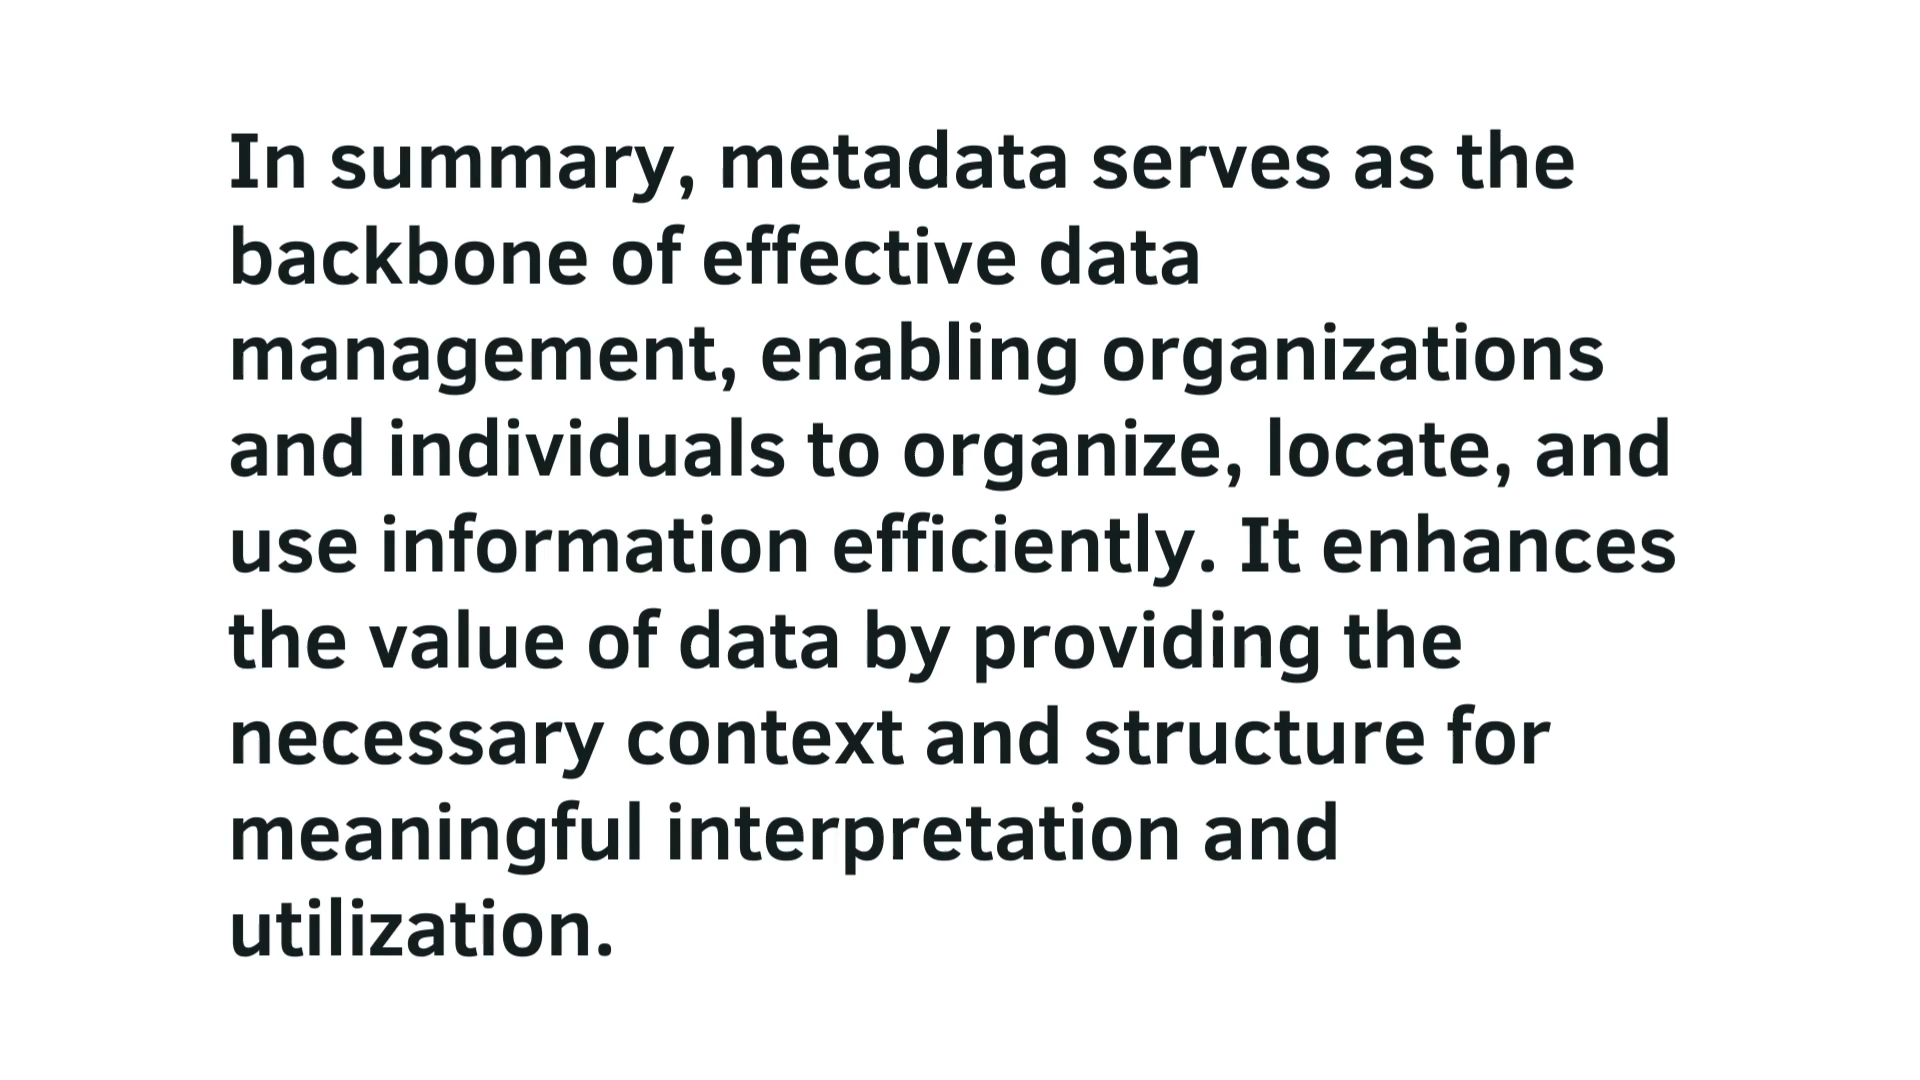 In summary, metadata serves as the
backbone of effective data
management, enabling organizations
and individuals to organize, locate, and
use information efficiently. It enhances
the value of data by providing the
necessary context and structure for
meaningful interpretation and
utilization.